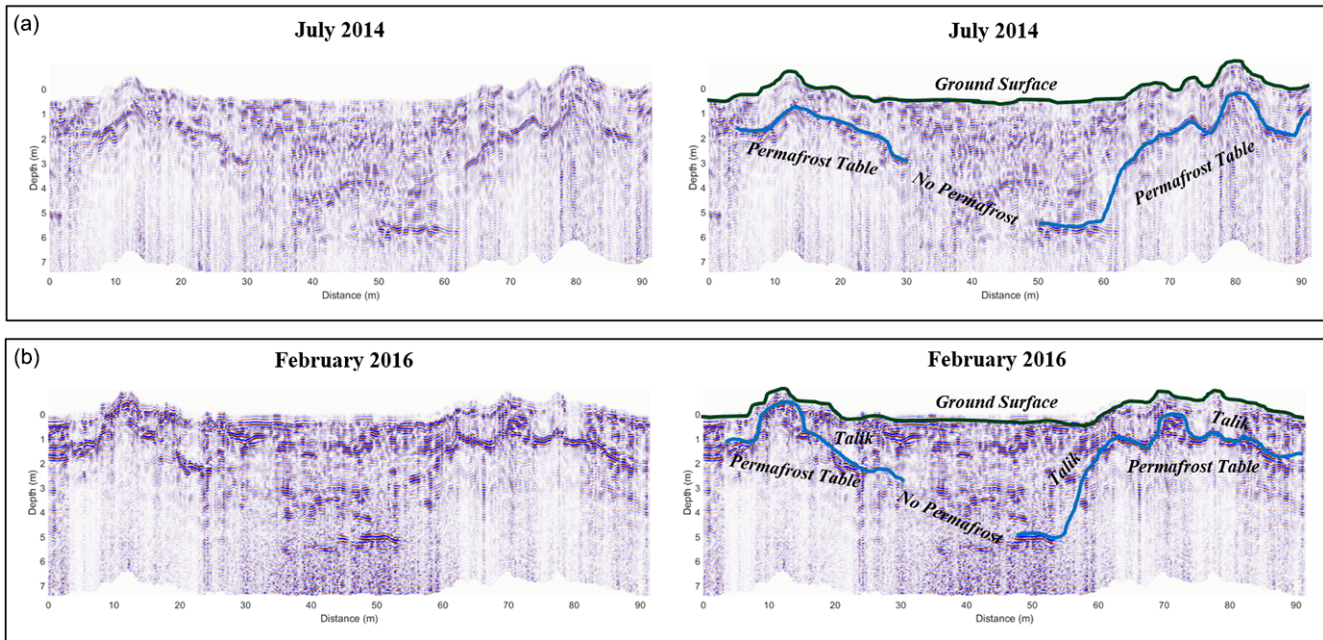 (a)
July 2014
July 2014
Ground Surface
Permafrost Table
No Permafrost
Permafrost Table
Depth (m)
0
1
2
3
4
5
6
7
0 10 20 30 40 50 60 70 80 90
Distance (m)
Depth (m)
0
1
2
3
4
5
6
7
0 10 20 30 40 50 60 70 80 90
Distance (m)
(b)
February 2016
February 2016
Ground Surface
Talik
Talik
Talik
Permafrost Table
Permafrost Table
No Permafrost
Depth (m)
0
1
2
3
4
5
6
7
0 10 20 30 40 50 60 70 80 90
Distance (m)
Depth (m)
0
1
2
3
4
5
6
7
0 10 20 30 40 50 60 70 80 90
Distance (m)